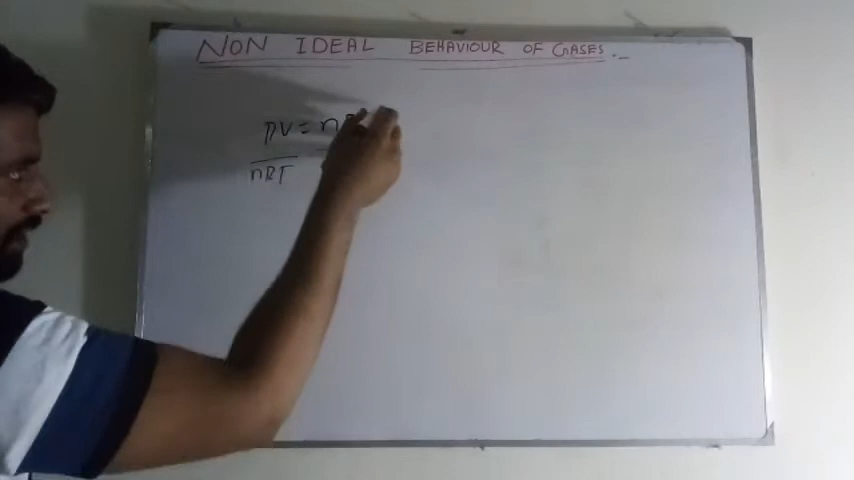 NON IDEAL BEHAVIOUR OF GASES
PV = n
nRT